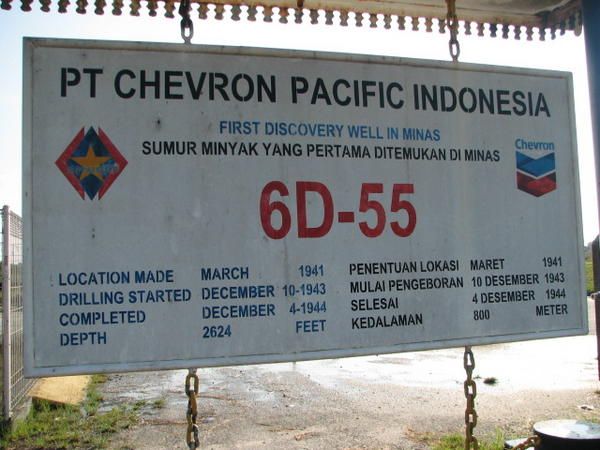 PT CHEVRON PACIFIC INDONESIA
FIRST DISCOVERY WELL IN MINAS
SUMUR MINYAK YANG PERTAMA DITEMUKAN DI MINAS
Chevron
6D-55
LOCATION MADE MARCH 1941
DRILLING STARTED DECEMBER 10-1943
COMPLETED DECEMBER 4-1944
DEPTH 2624 FEET
PENENTUAN LOKASI MARET 1941
MULAI PENGEBORAN 10 DESEMBER 1943
SELESAI 4 DESEMBER 1944
KEDALAMAN 800 METER